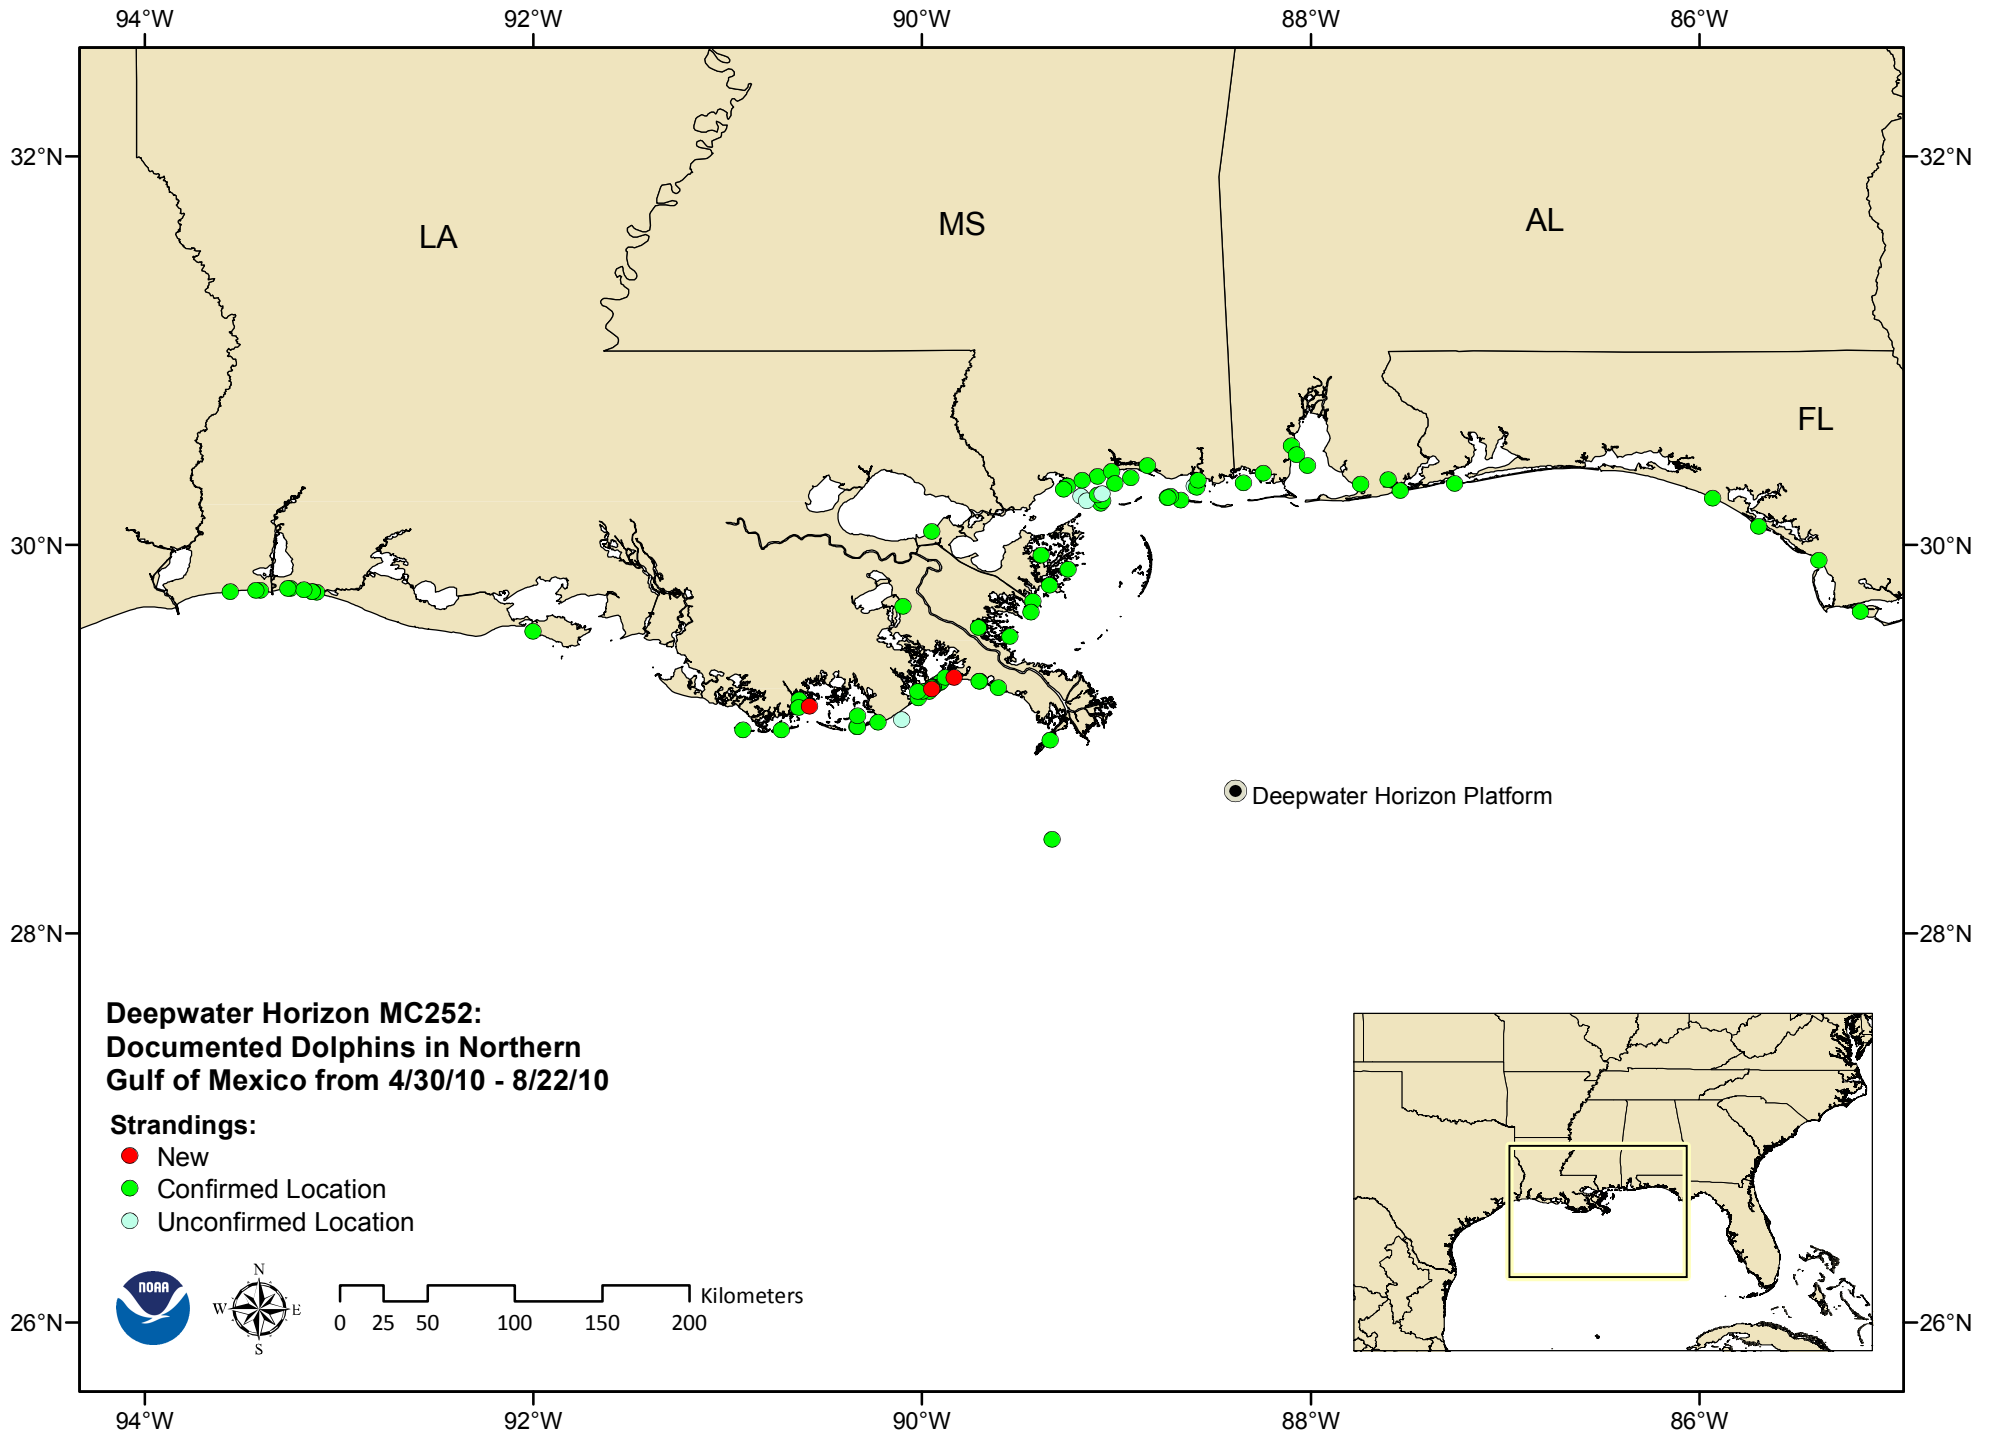 94°W 92°W 90°W 88°W 86°W
32°N 32°N
LA MS AL
FL
30°N 30°N
Deepwater Horizon Platform
28°N 28°N
Deepwater Horizon MC252:
Documented Dolphins in Northern
Gulf of Mexico from 4/30/10 - 8/22/10
Strandings:
New
Confirmed Location
Unconfirmed Location
NOAA
N
W E
S
Kilometers
0 25 50 100 150 200
26°N 26°N
94°W 92°W 90°W 88°W 86°W